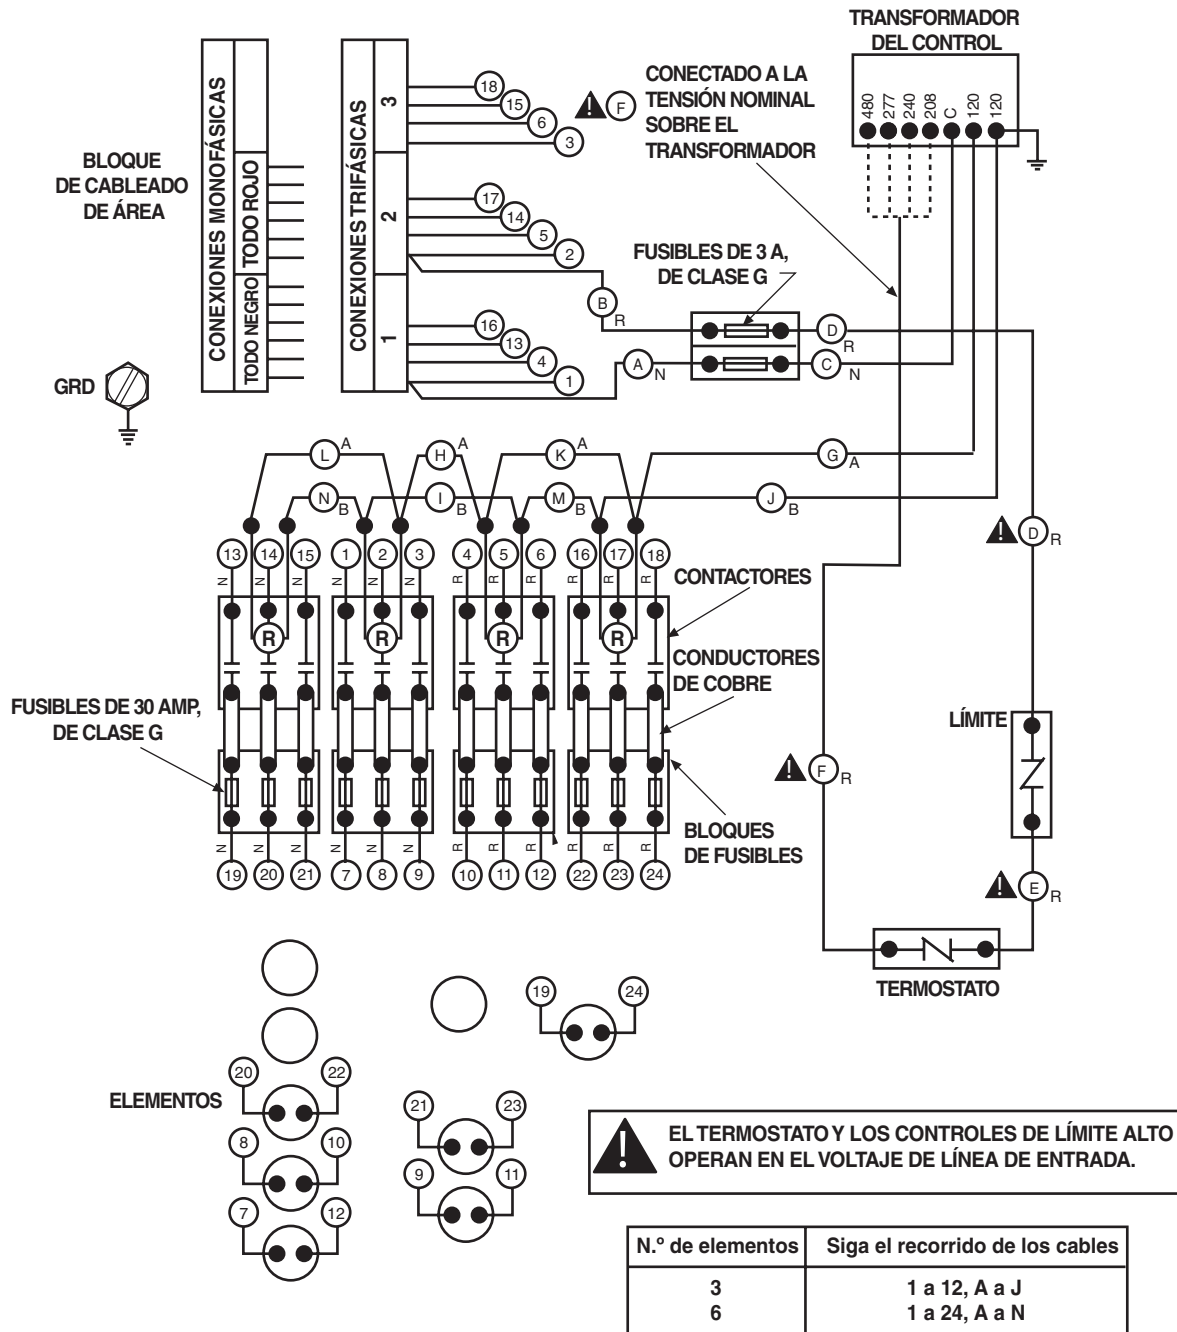 TRANSFORMADOR
DEL CONTROL
480
277
240
208
C
120
120
CONECTADO A LA
TENSIÓN NOMINAL
SOBRE EL
TRANSFORMADOR
F
BLOQUE
DE CABLEADO
DE ÁREA
CONEXIONES MONOFÁSICAS
TODO ROJO
TODO NEGRO
CONEXIONES TRIFÁSICAS
3
2
1
18
15
6
3
17
14
5
2
16
13
4
1
FUSIBLES DE 3 A,
DE CLASE G
B
R
D
R
A
N
C
N
GRD
L
A
H
A
K
A
G
A
N
B
I
B
M
B
J
B
D
R
13
14
15
1
2
3
4
5
6
16
17
18
N
N
N
N
N
N
R
R
R
R
R
R
CONTACTORES
R
R
R
R
CONDUCTORES
DE COBRE
FUSIBLES DE 30 AMP,
DE CLASE G
LÍMITE
F
R
BLOQUES
DE FUSIBLES
N
N
N
N
N
N
R
R
R
R
R
R
19
20
21
7
8
9
10
11
12
22
23
24
E
R
TERMOSTATO
19
24
20
22
ELEMENTOS
21
23
8
10
9
11
7
12
! EL TERMOSTATO Y LOS CONTROLES DE LÍMITE ALTO
OPERAN EN EL VOLTAJE DE LÍNEA DE ENTRADA.
N.º de elementos Siga el recorrido de los cables
3 1 a 12, A a J
6 1 a 24, A a N